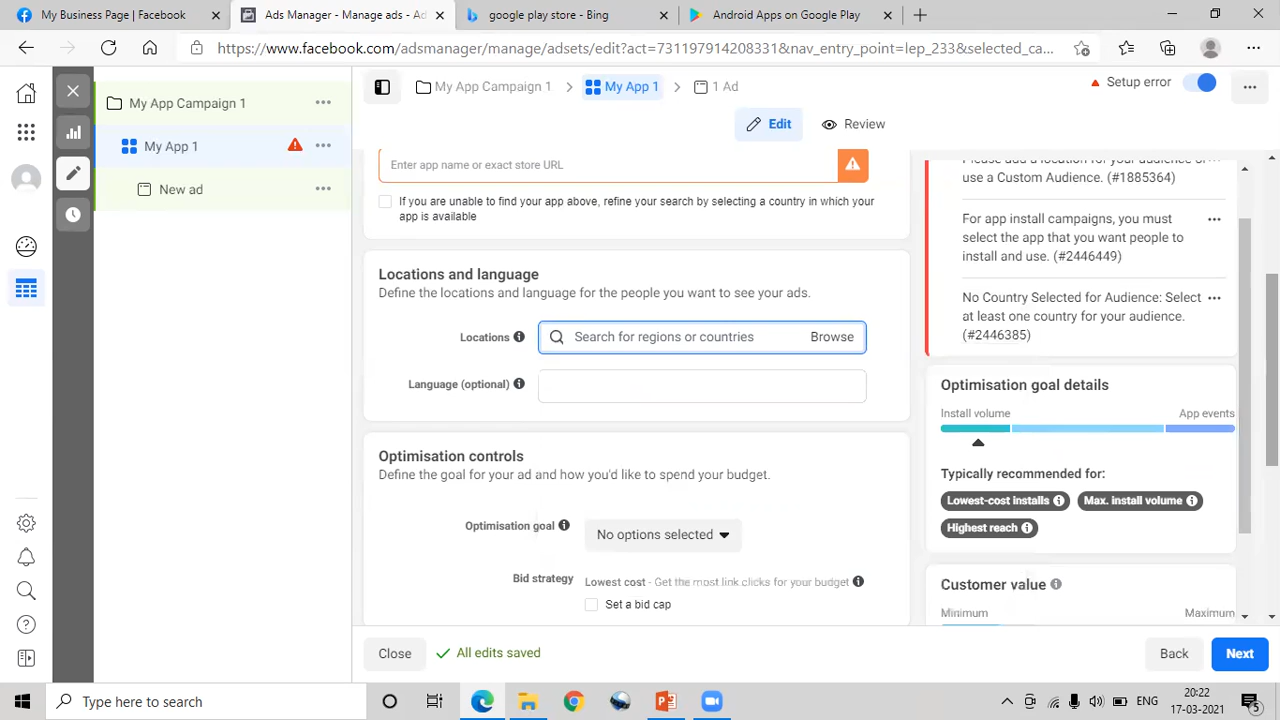 My Business Page | Facebook
Ads Manager - Manage ads - Ad
google play store - Bing
Android Apps on Google Play
https://www.facebook.com/adsmanager/manage/adsets/edit?act=731197914208331&nav_entry_point=lep_233&selected_ca...
My App Campaign 1
My App 1
New ad
My App Campaign 1 > My App 1 > 1 Ad
Setup error
Edit
Review
Enter app name or exact store URL
If you are unable to find your app above, refine your search by selecting a country in which your
app is available
Locations and language
Define the locations and language for the people you want to see your ads.
Locations
Search for regions or countries
Browse
Language (optional)
Optimisation controls
Define the goal for your ad and how you'd like to spend your budget.
Optimisation goal
No options selected
Bid strategy
Lowest cost - Get the most link clicks for your budget
Set a bid cap
Please add a location for your audience or
use a Custom Audience. (#1885364)
For app install campaigns, you must
select the app that you want people to
install and use. (#2446449)
No Country Selected for Audience: Select
at least one country for your audience.
(#2446385)
Optimisation goal details
Install volume
App events
Typically recommended for:
Lowest-cost installs
Max. install volume
Highest reach
Customer value
Minimum
Maximum
Close
All edits saved
Back
Next
Type here to search
ENG
20:22
17-03-2021
5